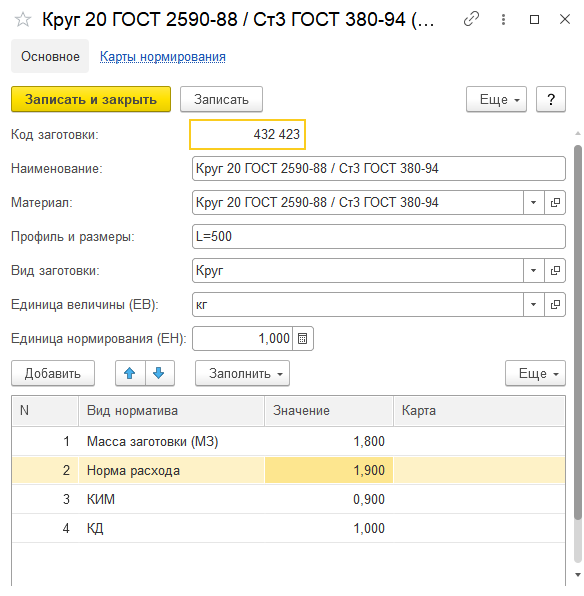 Круг 20 ГОСТ 2590-88 / Ст3 ГОСТ 380-94 (...
Основное Карты нормирования
Записать и закрыть Записать Еще ?
Код заготовки: 432 423
Наименование: Круг 20 ГОСТ 2590-88 / Ст3 ГОСТ 380-94
Материал: Круг 20 ГОСТ 2590-88 / Ст3 ГОСТ 380-94
Профиль и размеры: L=500
Вид заготовки: Круг
Единица величины (ЕВ): кг
Единица нормирования (ЕН): 1,000
Добавить Заполнить Еще
N Вид норматива Значение Карта
1 Масса заготовки (МЗ) 1,800
2 Норма расхода 1,900
3 КИМ 0,900
4 КД 1,000